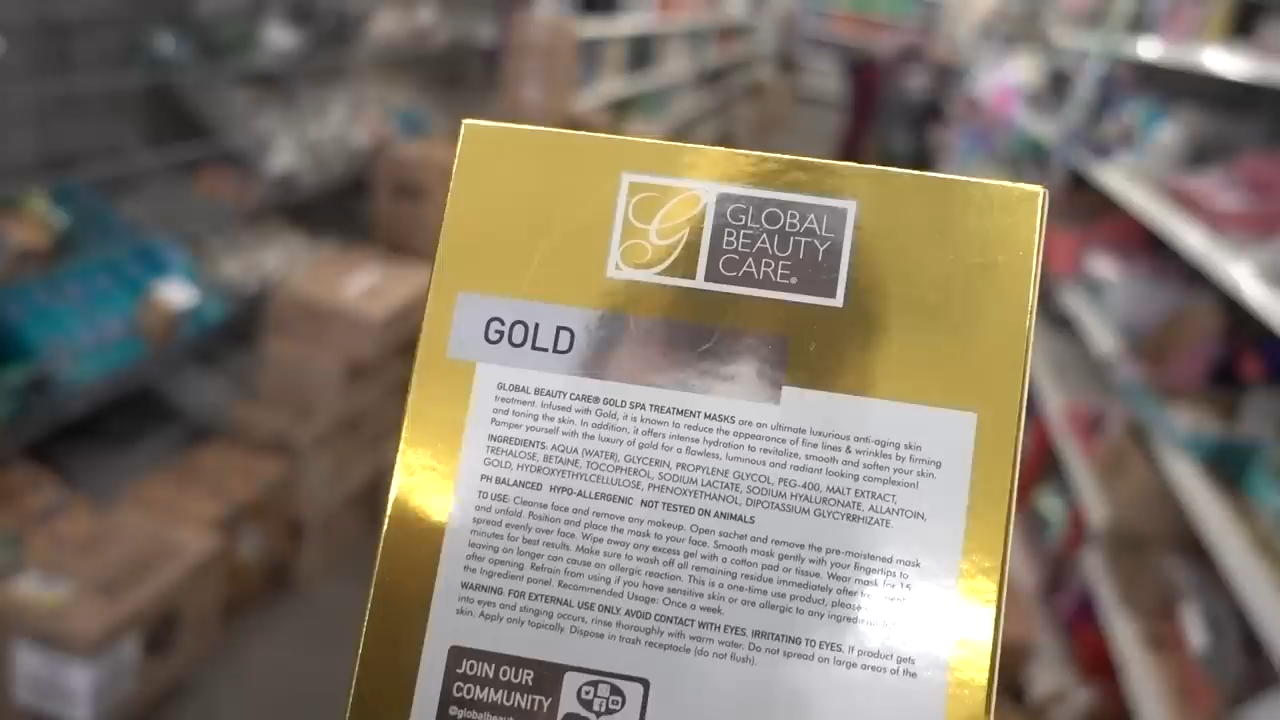 GLOBAL
BEAUTY
CARE®
GOLD
GLOBAL BEAUTY CARE® GOLD SPA TREATMENT MASKS are an ultimate luxurious anti-aging skin
treatment. Infused with Gold, it is known to reduce the appearance of fine lines & wrinkles by firming
and toning the skin. In addition, it offers intense hydration to revitalize, smooth and soften your skin.
Pamper yourself with the luxury of gold for a flawless, luminous and radiant looking complexion!
INGREDIENTS: AQUA (WATER), GLYCERIN, PROPYLENE GLYCOL, PEG-400, MALT EXTRACT,
TREHALOSE, BETAINE, TOCOPHEROL, SODIUM LACTATE, SODIUM HYALURONATE, ALLANTOIN,
GOLD, HYDROXYETHYLCELLULOSE, PHENOXYETHANOL, DIPOTASSIUM GLYCYRRHIZATE.
PH BALANCED HYPO-ALLERGENIC NOT TESTED ON ANIMALS
TO USE: Cleanse face and remove any makeup. Open sachet and remove the pre-moistened mask
and unfold. Position and place the mask to your face. Smooth mask gently with your fingertips to
spread evenly over face. Wipe away any excess gel with a cotton pad or tissue. Wear mask for 15
minutes for best results. Make sure to wash off all remaining residue immediately after
leaving on longer can cause an allergic reaction. This is a one-time use product, please
after opening. Refrain from using if you have sensitive skin or are allergic to any
the Ingredient panel. Recommended Usage: Once a week.
WARNING: FOR EXTERNAL USE ONLY. AVOID CONTACT WITH EYES. IRRITATING TO EYES. If product gets
into eyes and stinging occurs, rinse thoroughly with warm water. Do not spread on large areas of the
skin. Apply only topically. Dispose in trash receptacle (do not flush).
JOIN OUR
COMMUNITY